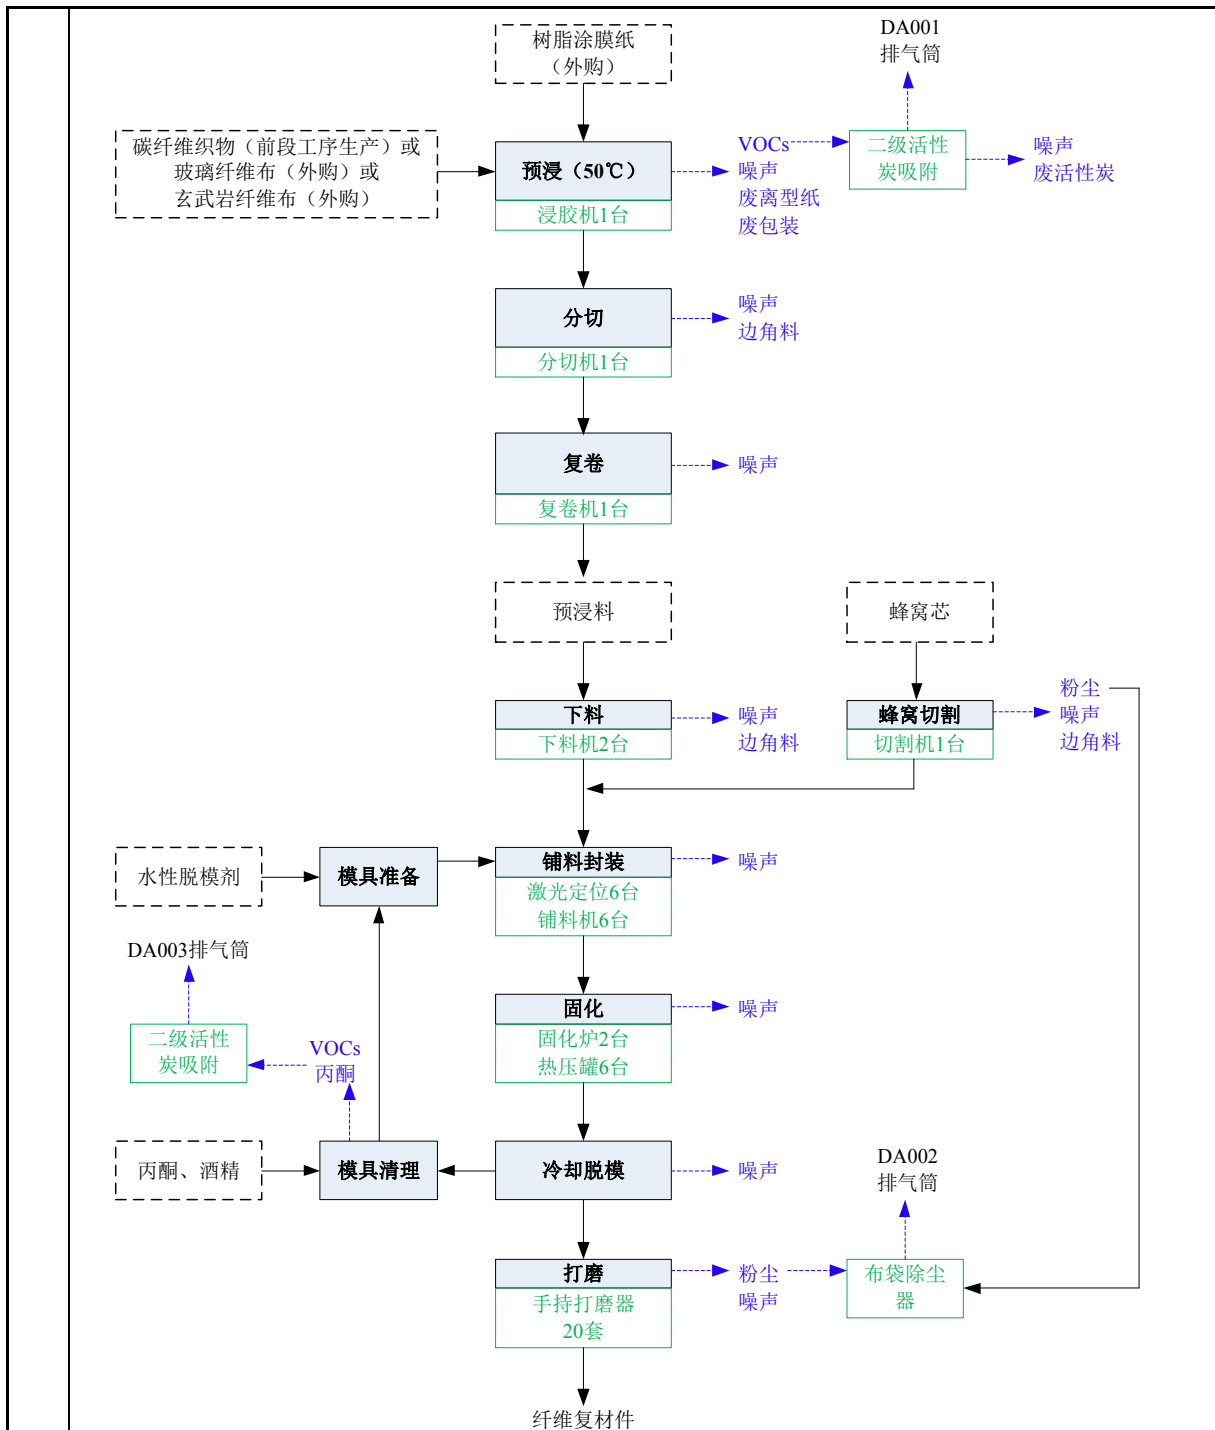 树脂涂膜纸
（外购）
DA001
排气筒
碳纤维织物（前段工序生产）或
玻璃纤维布（外购）或
玄武岩纤维布（外购）
预浸（50℃）
浸胶机1台
VOCs
噪声
废离型纸
废包装
二级活性
炭吸附
噪声
废活性炭
分切
分切机1台
噪声
边角料
复卷
复卷机1台
噪声
预浸料
蜂窝芯
下料
下料机2台
噪声
边角料
蜂窝切割
切割机1台
粉尘
噪声
边角料
水性脱模剂
模具准备
铺料封装
激光定位6台
铺料机6台
噪声
DA003排气筒
二级活性
炭吸附
VOCs
丙酮
固化
固化炉2台
热压罐6台
噪声
丙酮、酒精
模具清理
冷却脱模
噪声
DA002
排气筒
打磨
手持打磨器
20套
粉尘
噪声
布袋除尘
器
纤维复材件